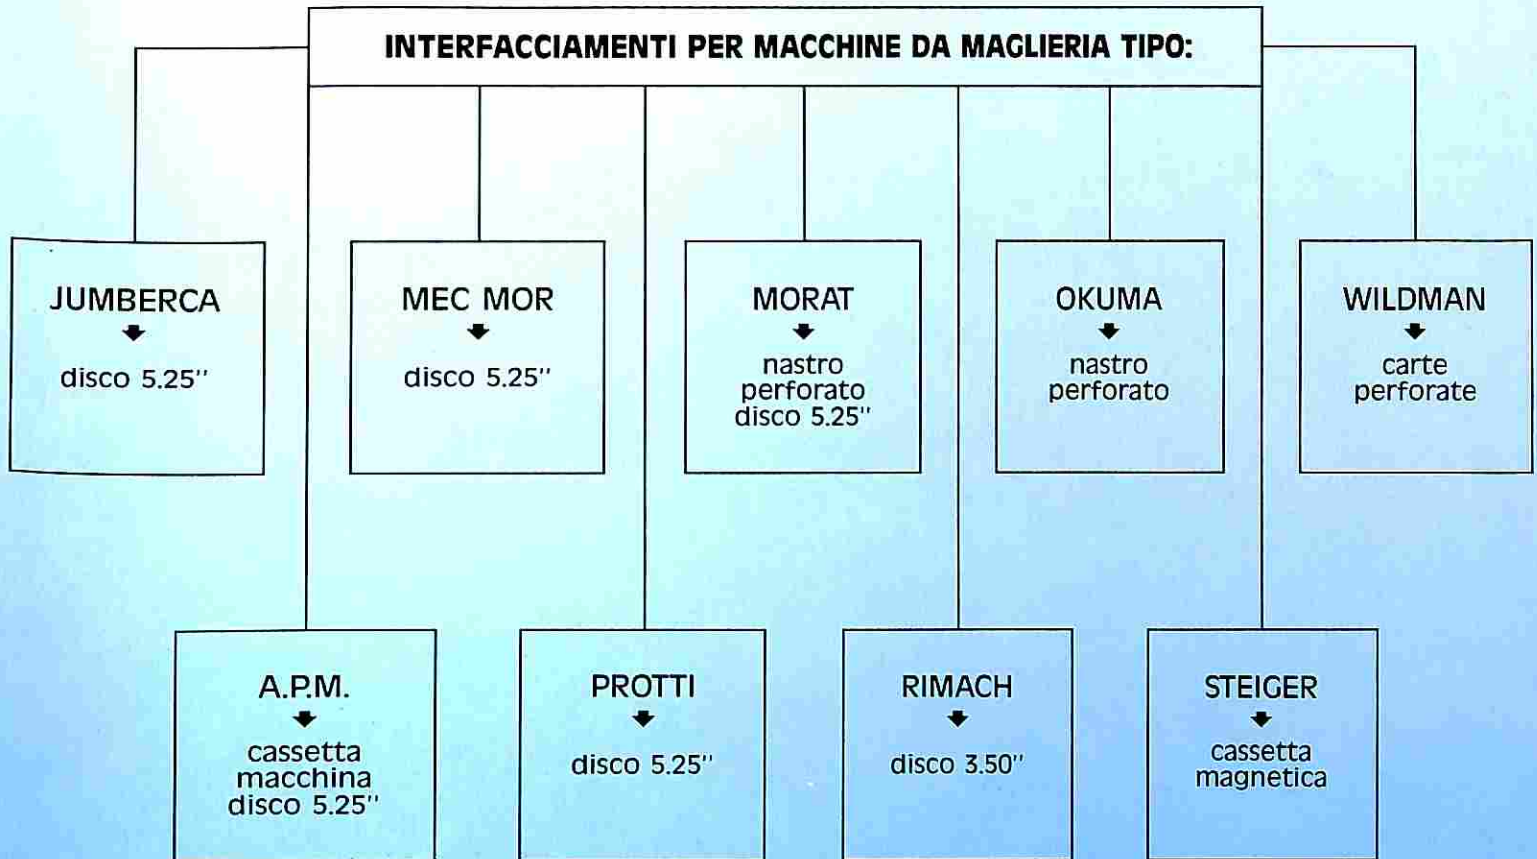 INTERFACCIAMENTI PER MACCHINE DA MAGLIERIA TIPO:
JUMBERCA
disco 5.25"
MEC MOR
disco 5.25"
MORAT
nastro
perforato
disco 5.25"
OKUMA
nastro
perforato
WILDMAN
carte
perforate
A.P.M.
cassetta
macchina
disco 5.25"
PROTTI
disco 5.25"
RIMACH
disco 3.50"
STEIGER
cassetta
magnetica